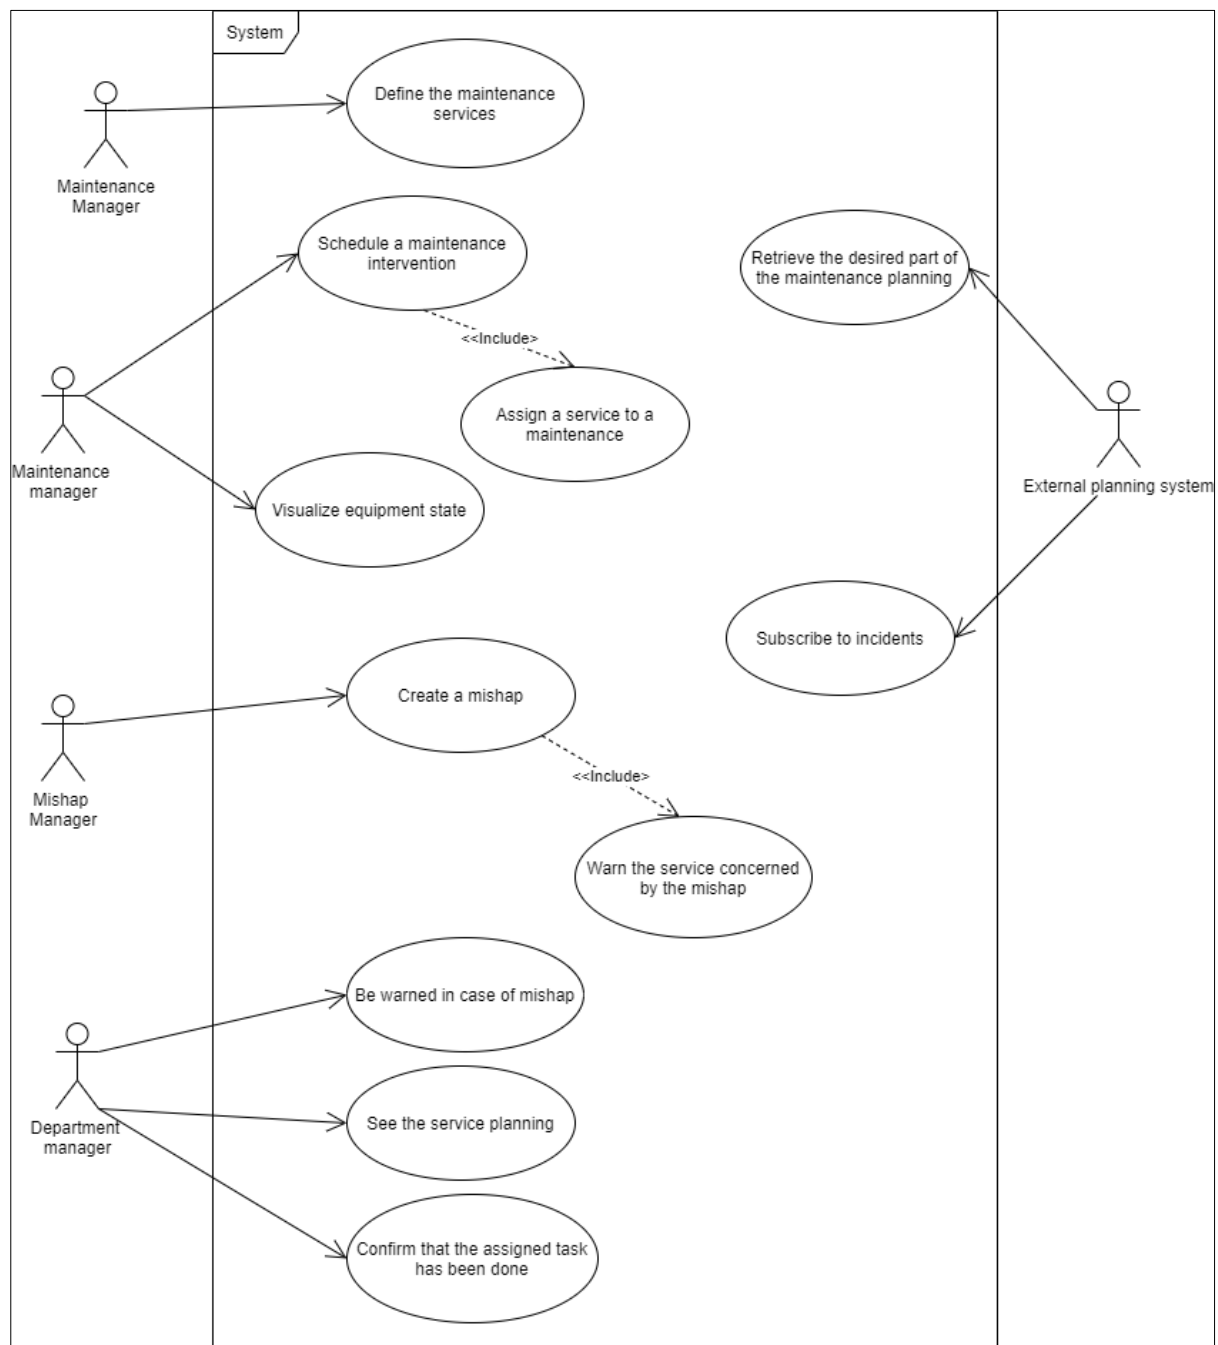 System
Define the maintenance
services
Maintenance
Manager
Schedule a maintenance
intervention
Retrieve the desired part of
the maintenance planning
<<Include>
Assign a service to a
maintenance
Maintenance
manager
External planning system
Visualize equipment state
Subscribe to incidents
Create a mishap
<<Include>
Mishap
Manager
Warn the service concerned
by the mishap
Be warned in case of mishap
See the service planning
Department
manager
Confirm that the assigned task
has been done